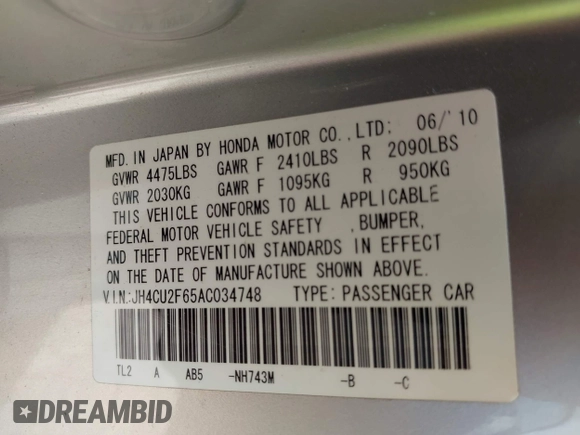 MFD. IN JAPAN BY HONDA MOTOR CO.,LTD: 06/'10
GVWR 4475LBS GAWR F 2410LBS R 2090LBS
GVWR 2030KG GAWR F 1095KG R 950KG
THIS VEHICLE CONFORMS TO ALL APPLICABLE
FEDERAL MOTOR VEHICLE SAFETY ,BUMPER,
AND THEFT PREVENTION STANDARDS IN EFFECT
ON THE DATE OF MANUFACTURE SHOWN ABOVE.
V.I.N.:JH4CU2F65AC034748 TYPE: PASSENGER CAR
TL2 A AB5 -NH743M -B -C
DREAMBID